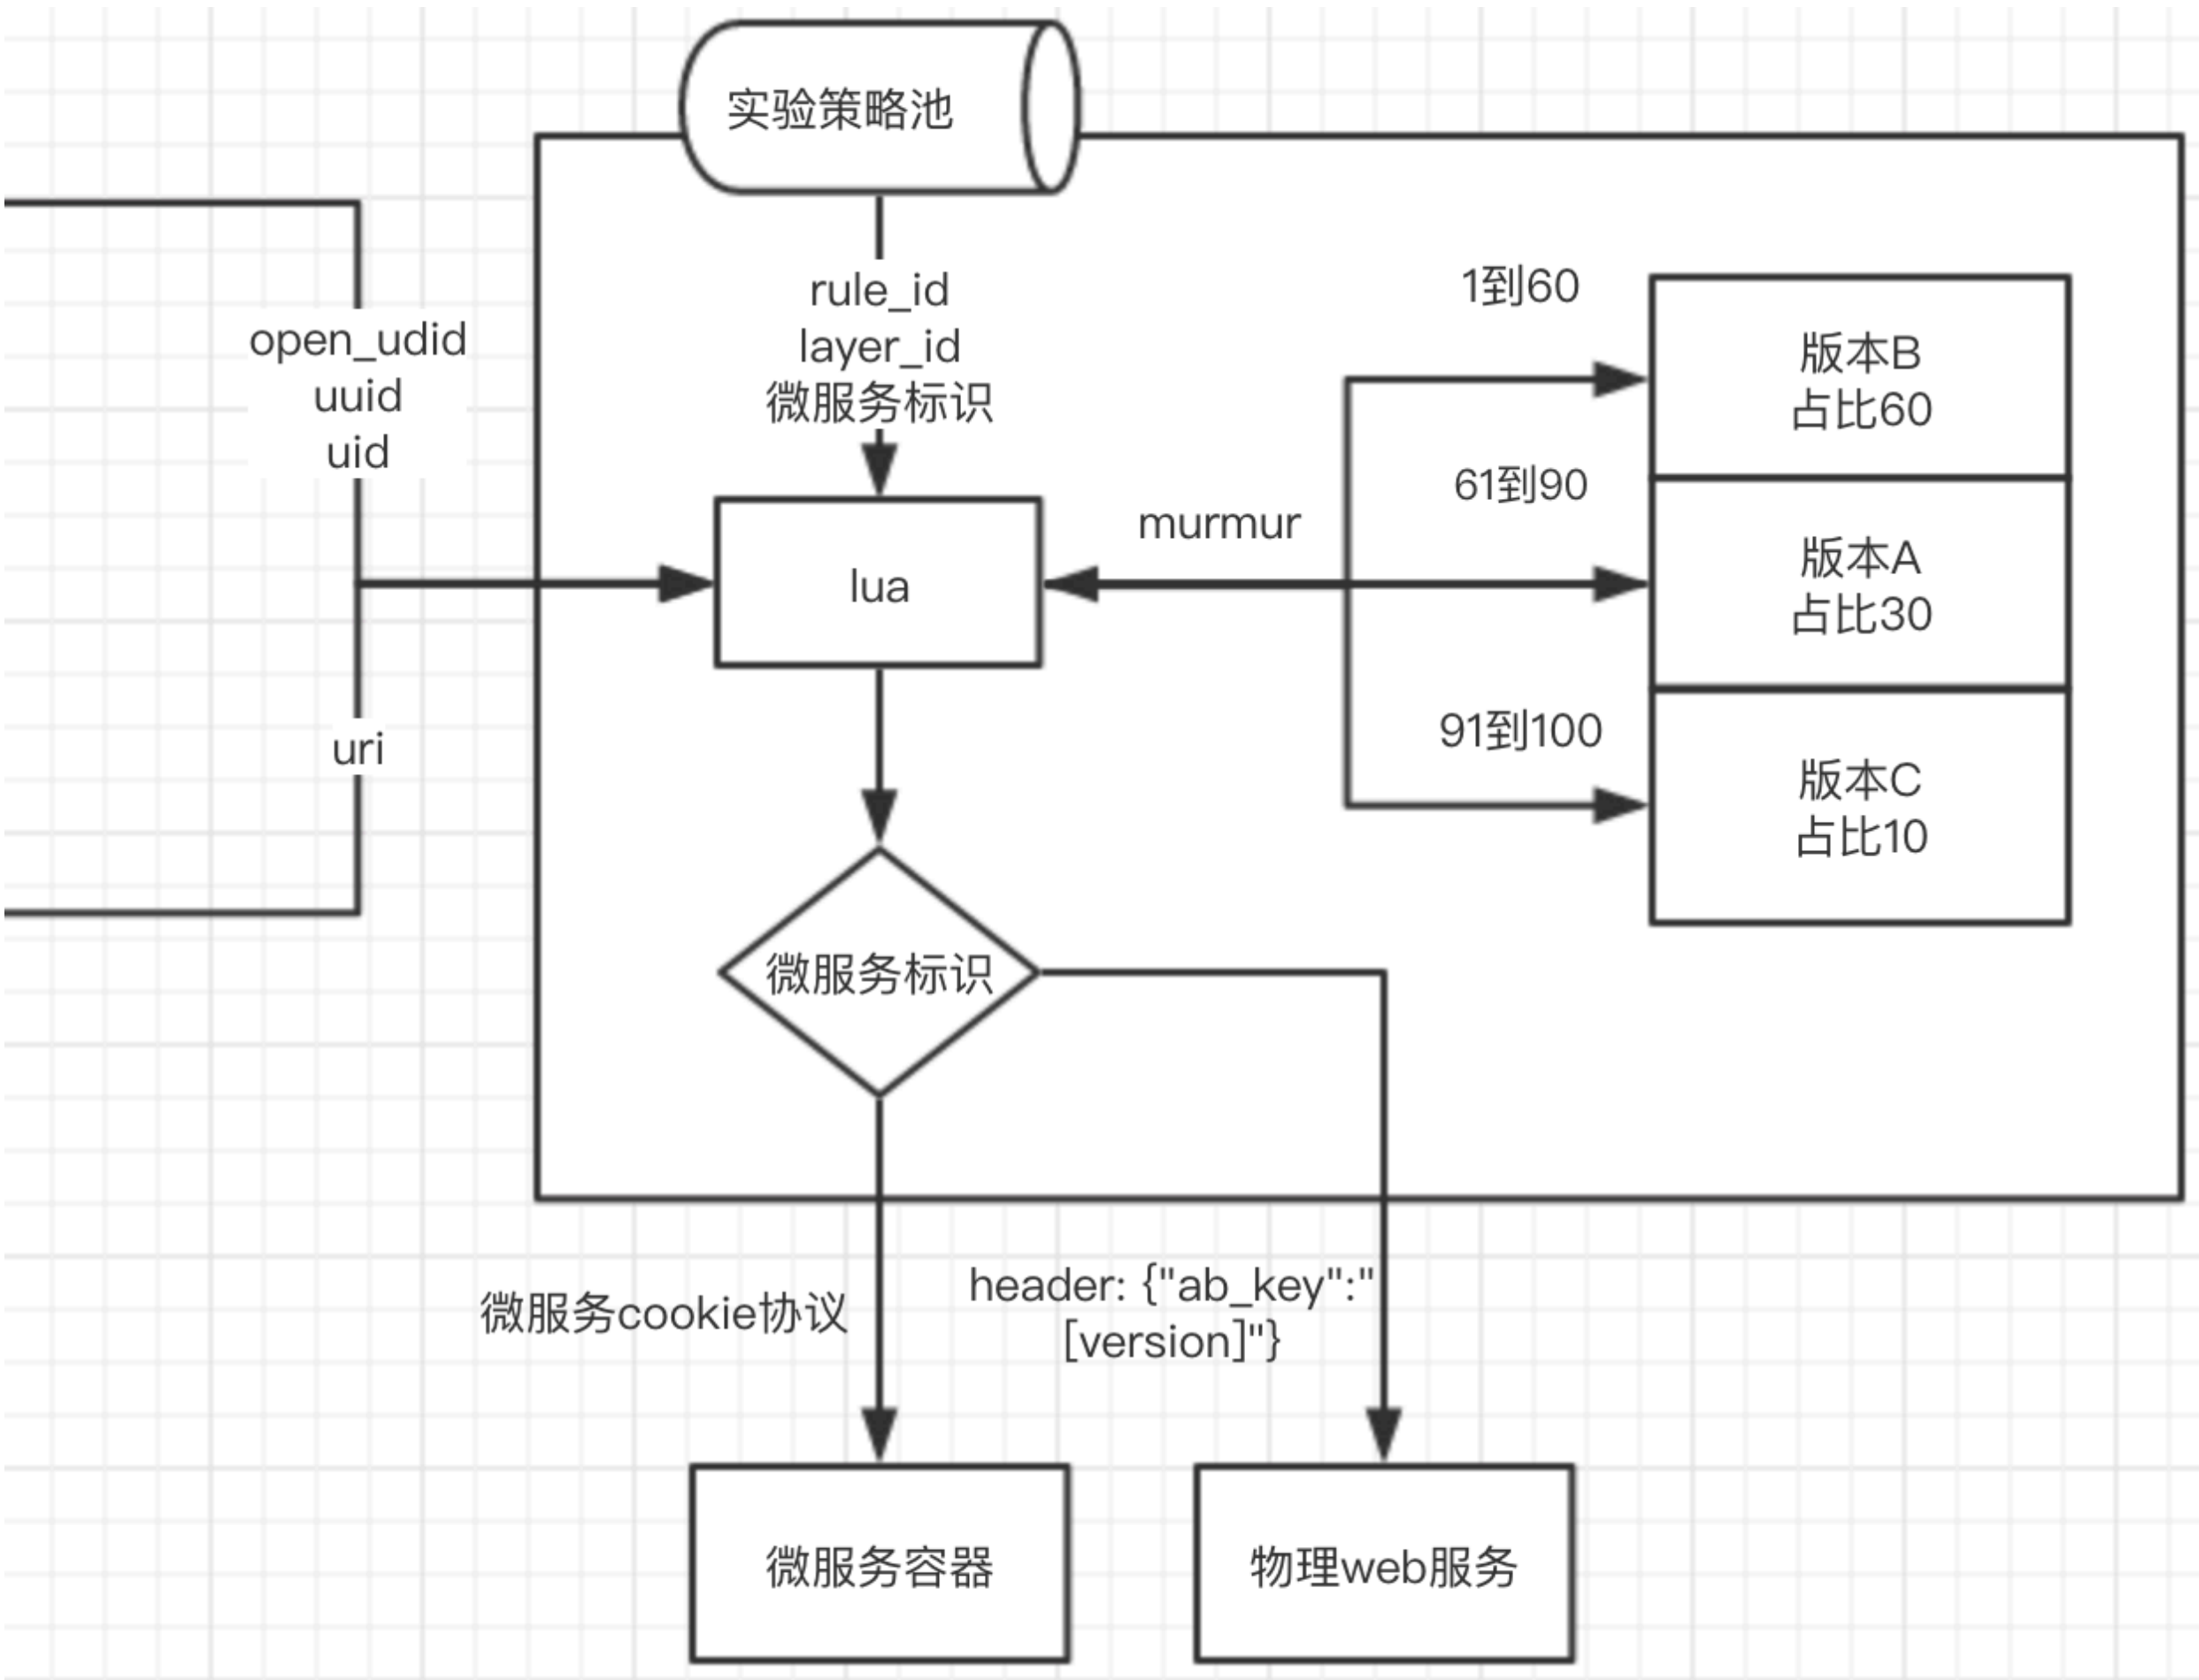 实验策略池
rule_id
layer_id
微服务标识
open_udid
uuid
uid
uri
lua
murmur
1到60
61到90
91到100
版本B
占比60
版本A
占比30
版本C
占比10
微服务标识
微服务cookie协议
header: {"ab_key":"
[version]"}
微服务容器
物理web服务